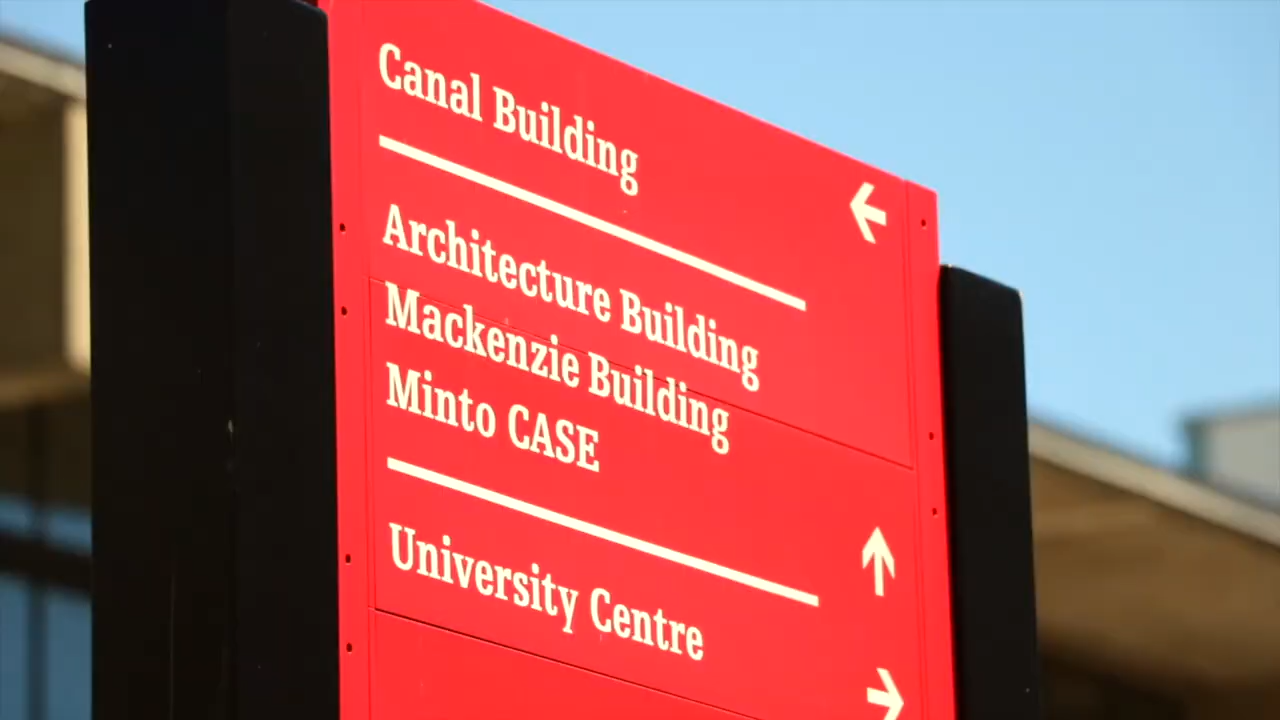 Canal Building
Architecture Building
Mackenzie Building
Minto CASE
University Centre